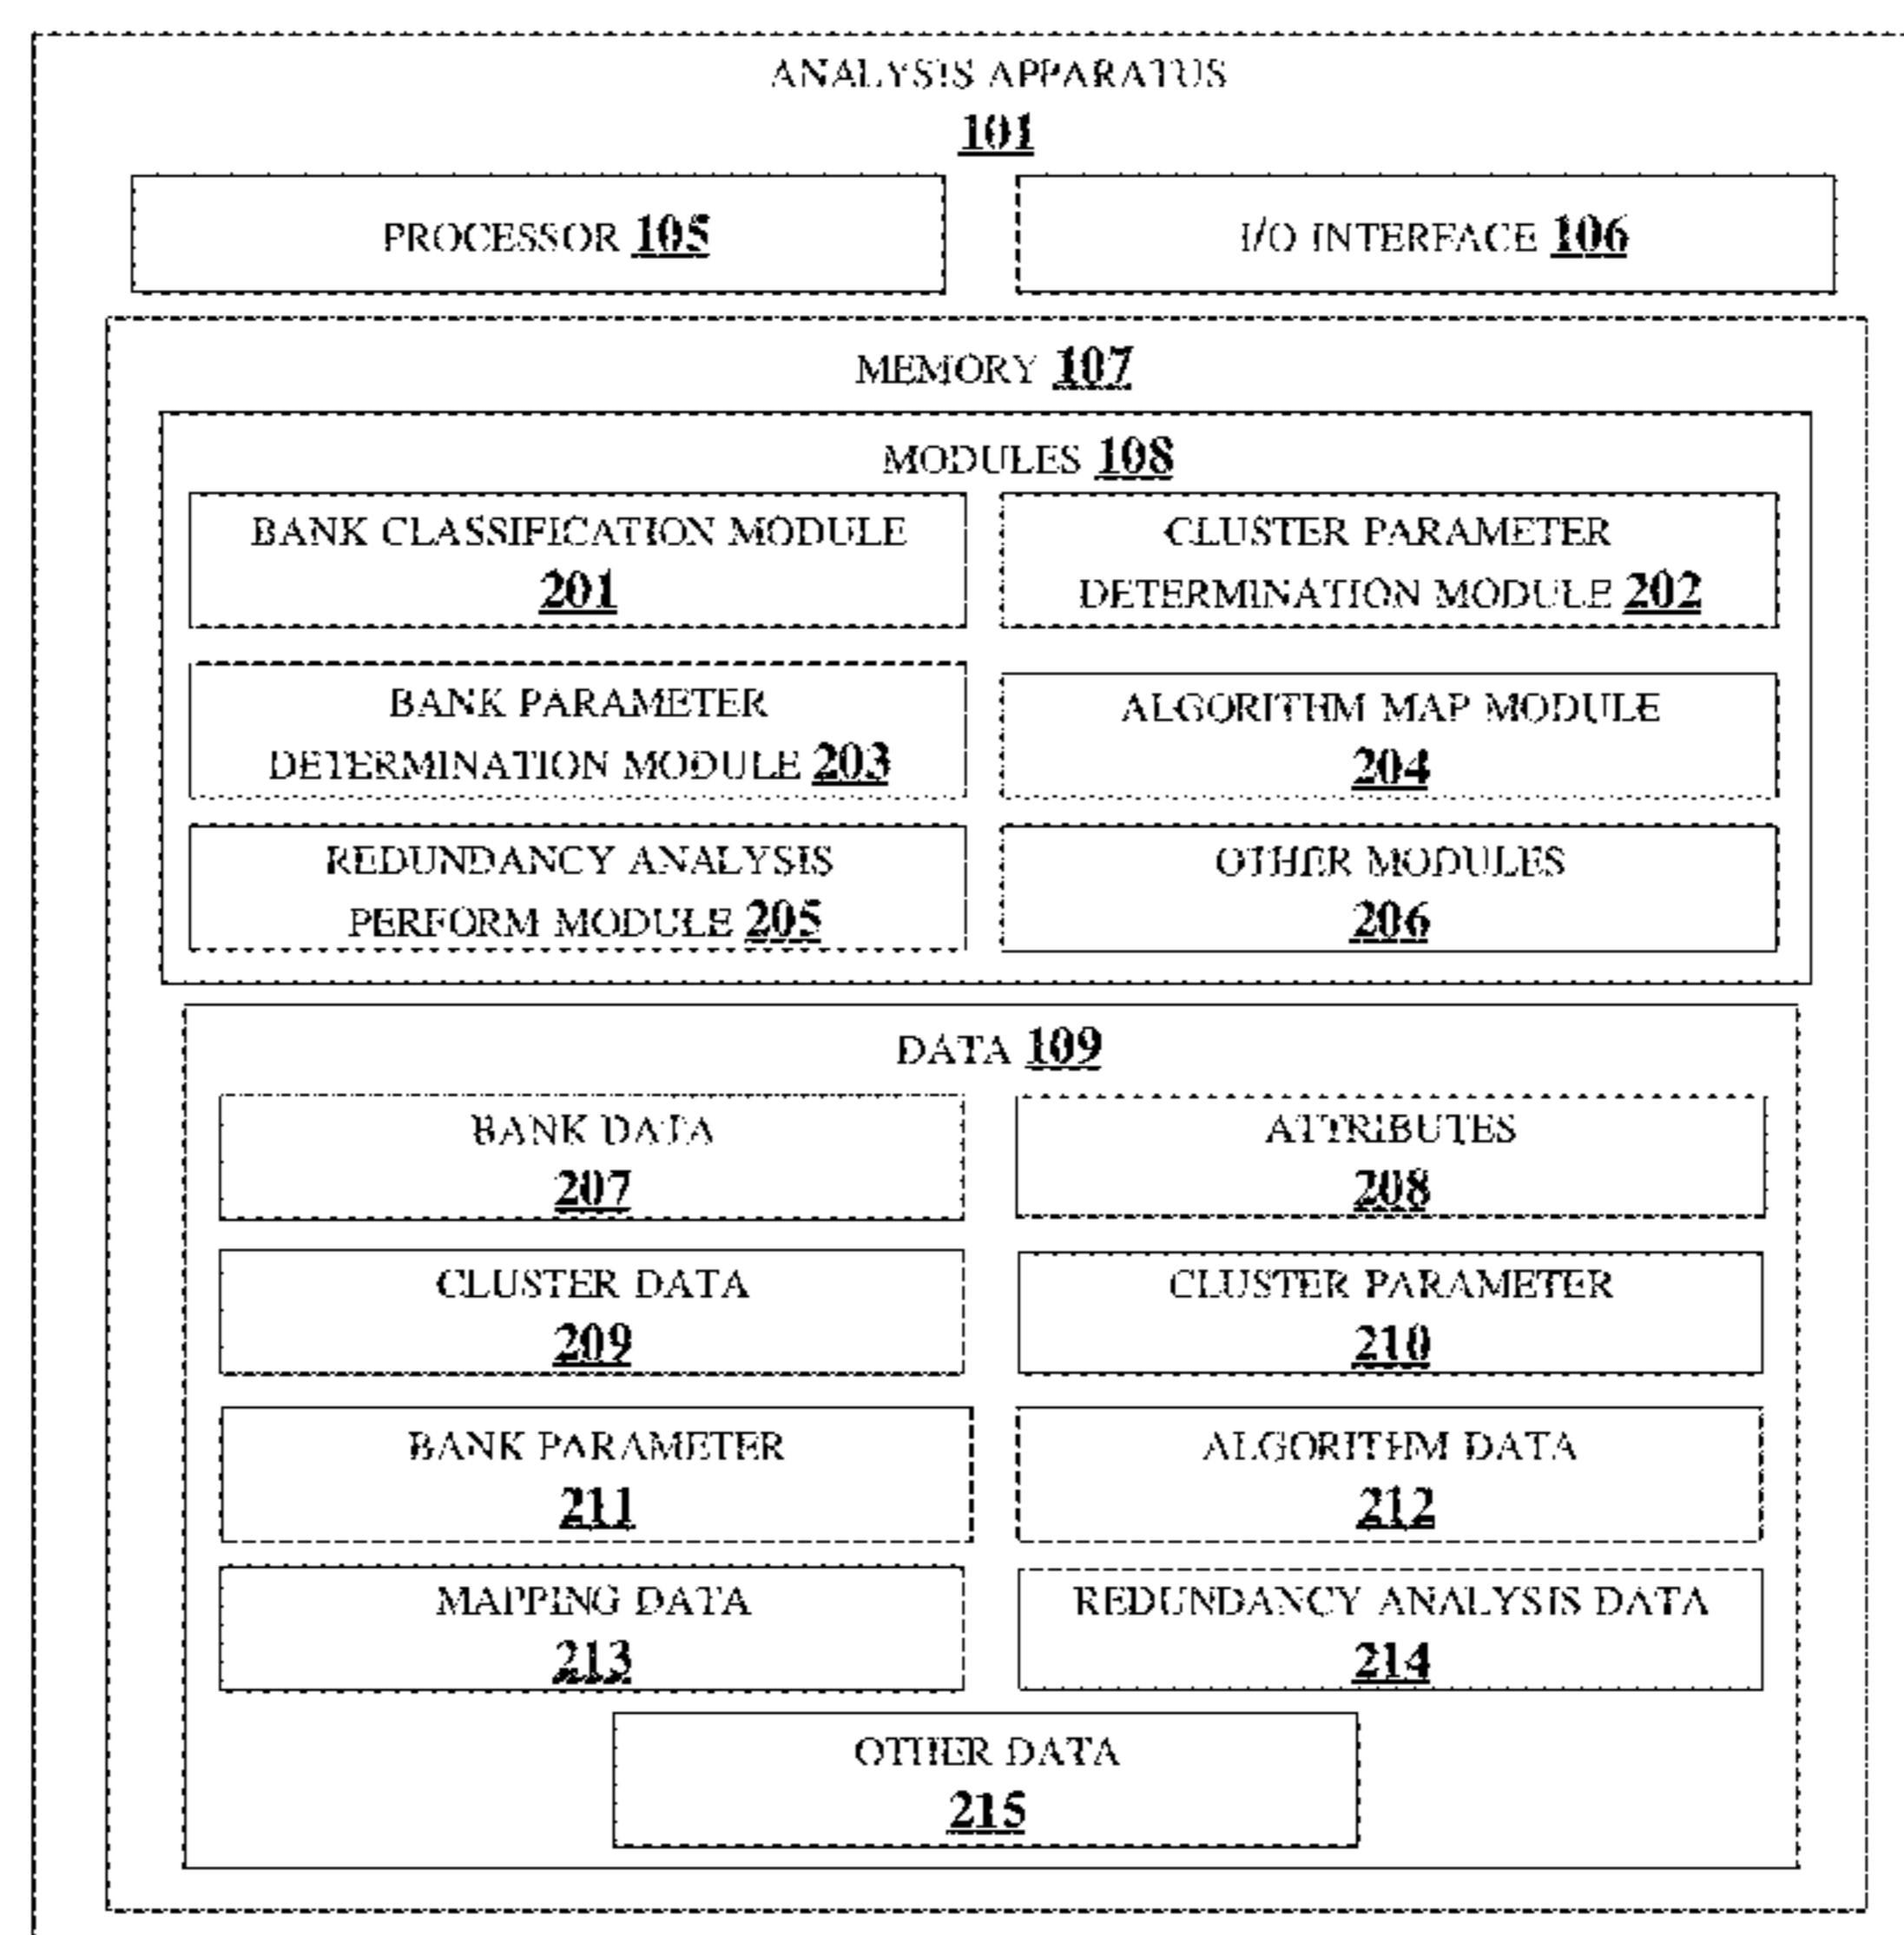 ANALYSIS APPARATUS
101
PROCESSOR 105
I/O INTERFACE 106
MEMORY 107
MODULES 108
BANK CLASSIFICATION MODULE
201
CLUSTER PARAMETER
DETERMINATION MODULE 202
BANK PARAMETER
DETERMINATION MODULE 203
ALGORITHM MAP MODULE
204
REDUNDANCY ANALYSIS
PERFORM MODULE 205
OTHER MODULES
206
DATA 109
BANK DATA
207
ATTRIBUTES
208
CLUSTER DATA
209
CLUSTER PARAMETER
210
BANK PARAMETER
211
ALGORITHM DATA
212
MAPPING DATA
213
REDUNDANCY ANALYSIS DATA
214
OTHER DATA
215